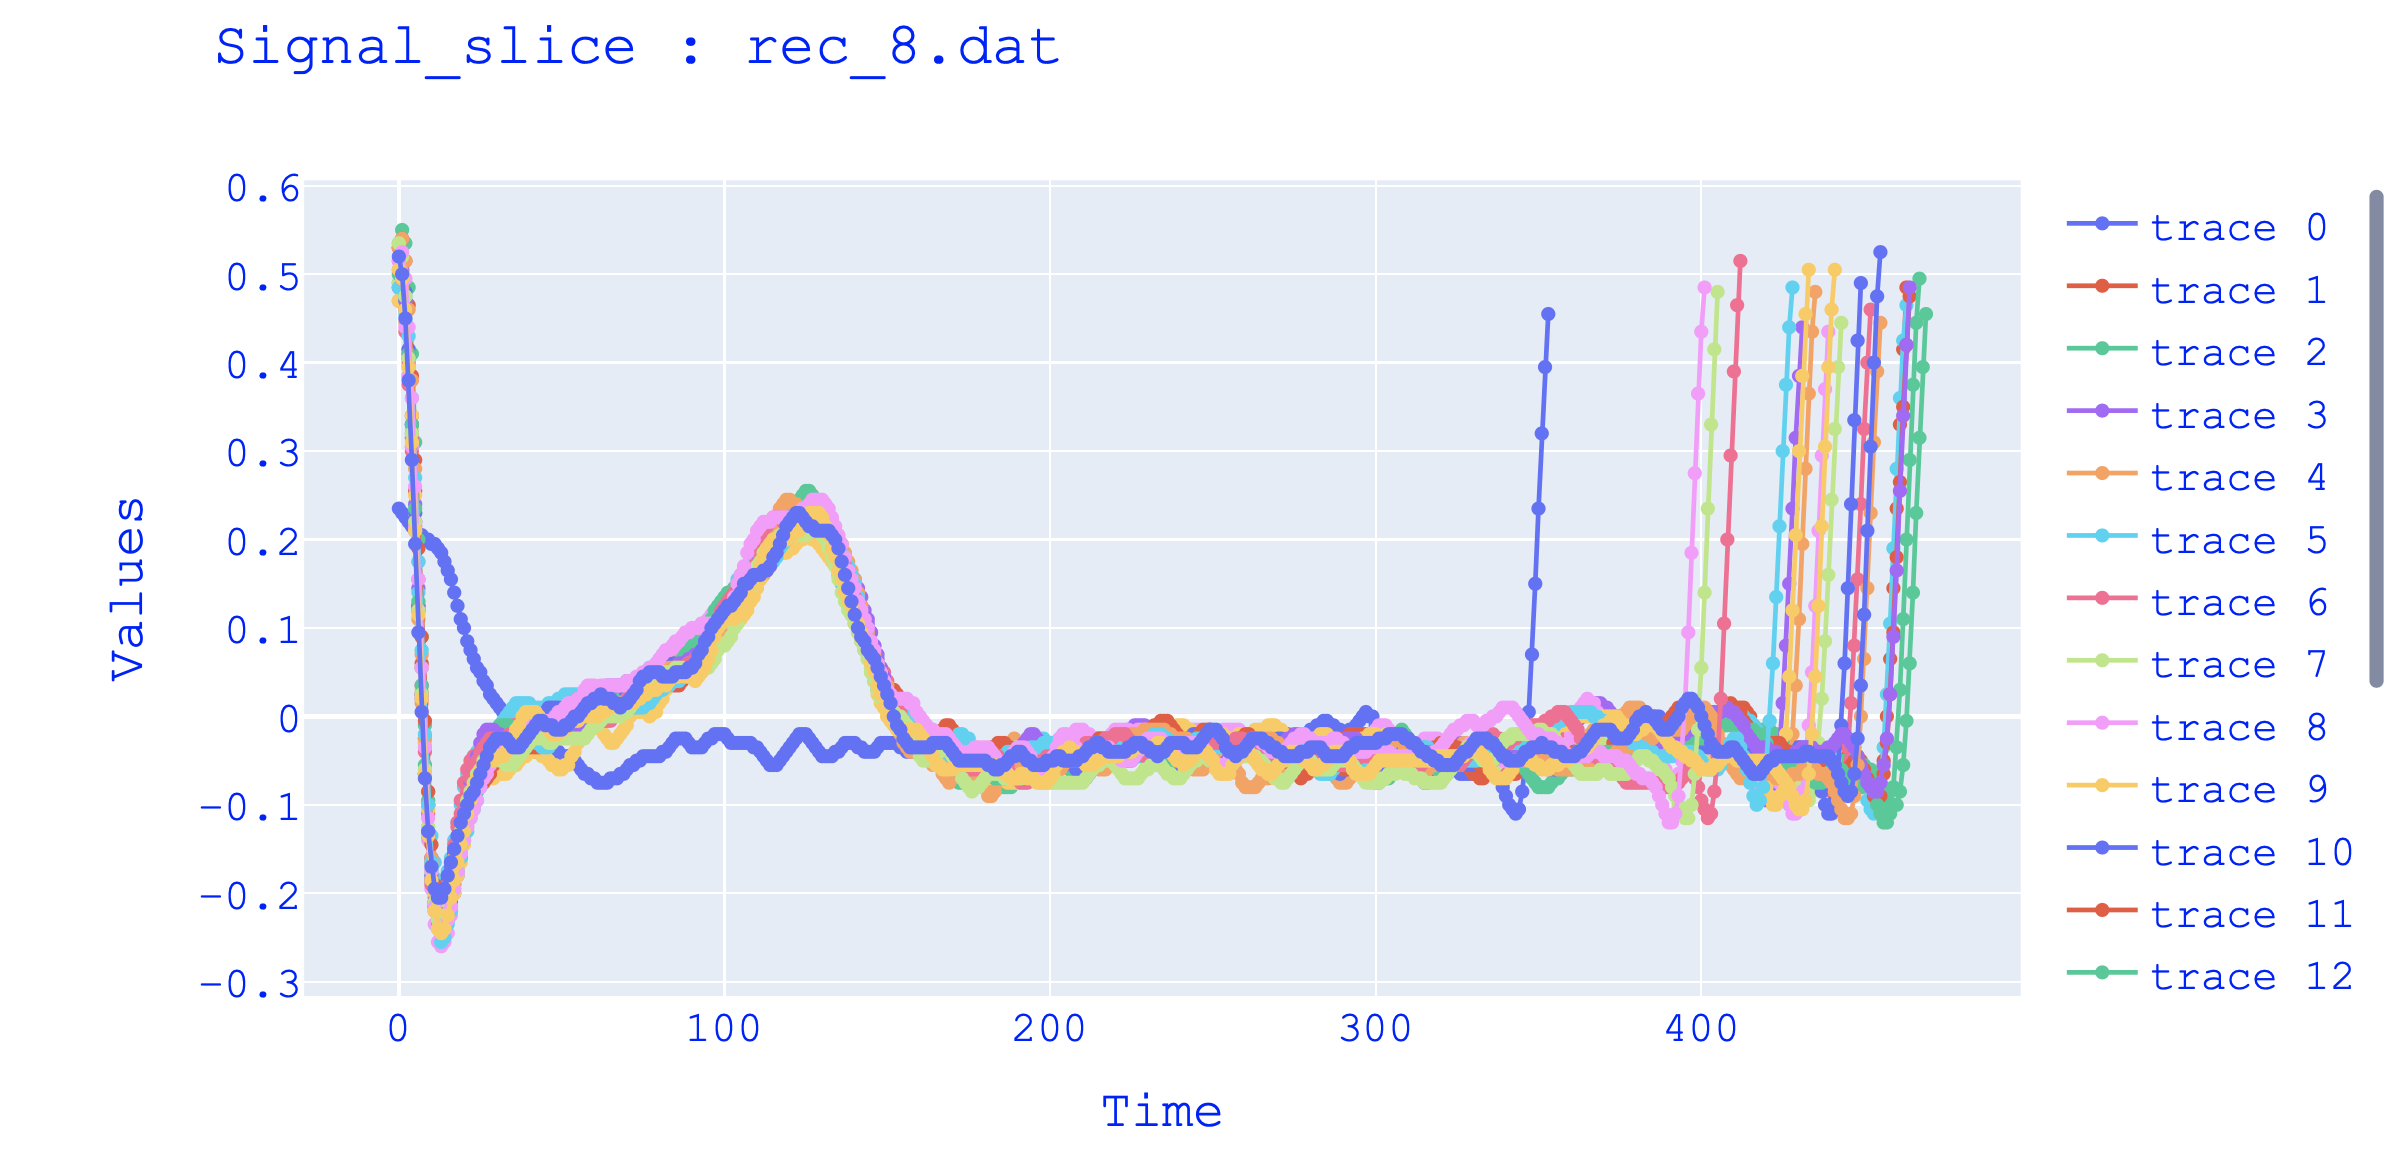 Signal_slice : rec_8.dat
Values
0.6
0.5
0.4
0.3
0.2
0.1
0
−0.1
−0.2
−0.3
0 100 200 300 400
Time
trace 0
trace 1
trace 2
trace 3
trace 4
trace 5
trace 6
trace 7
trace 8
trace 9
trace 10
trace 11
trace 12